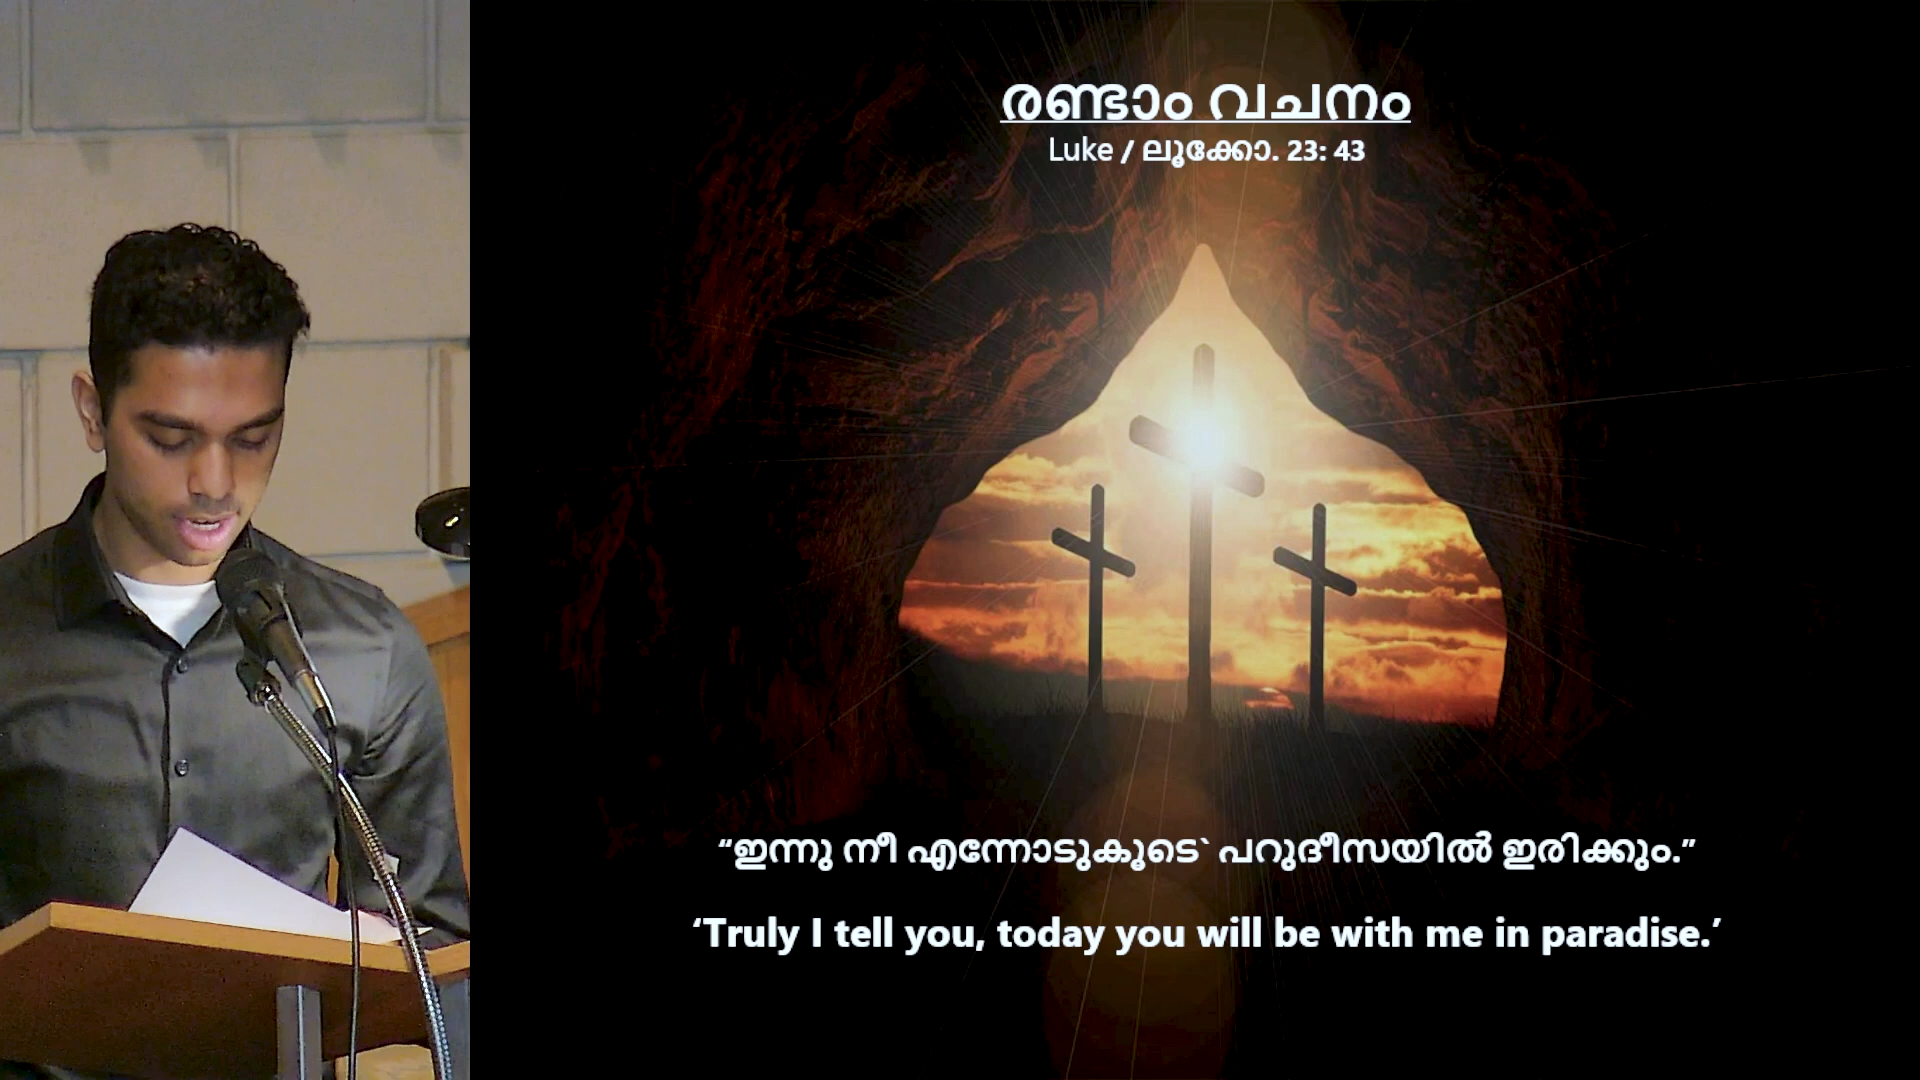 രണ്ടാം വചനം
Luke / ലൂക്കോ. 23: 43
“ഇന്നു നീ എന്നോടുകൂടെ` പറുദീസയിൽ ഇരിക്കും.”
‘Truly I tell you, today you will be with me in paradise.’